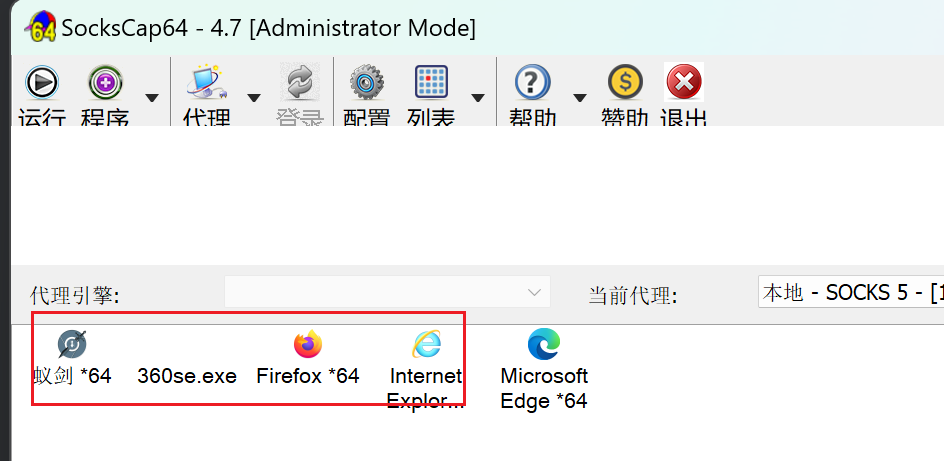 64 SocksCap64 - 4.7 [Administrator Mode]
运行 程序 代理 登录 配置 列表 帮助 赞助 退出
代理引擎: 当前代理: 本地 - SOCKS 5 - [1
蚁剑 *64 360se.exe Firefox *64 Internet Microsoft
Explor... Edge *64